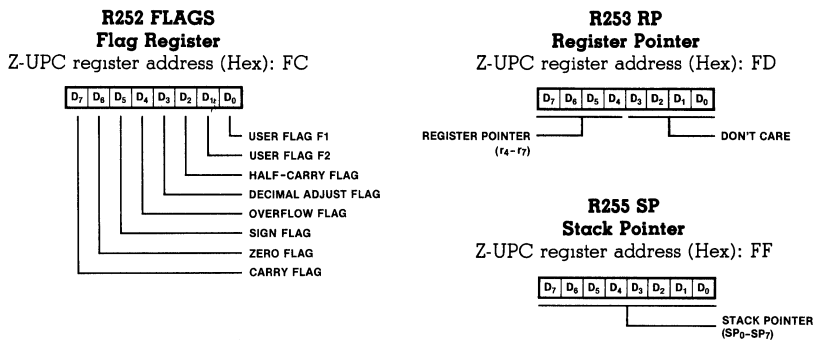 R252 FLAGS
Flag Register
Z-UPC register address (Hex): FC
D7 D6 D5 D4 D3 D2 D1 D0
USER FLAG F1
USER FLAG F2
HALF-CARRY FLAG
DECIMAL ADJUST FLAG
OVERFLOW FLAG
SIGN FLAG
ZERO FLAG
CARRY FLAG
R253 RP
Register Pointer
Z-UPC register address (Hex): FD
D7 D6 D5 D4 D3 D2 D1 D0
REGISTER POINTER
(r4–r7)
DON'T CARE
R255 SP
Stack Pointer
Z-UPC register address (Hex): FF
D7 D6 D5 D4 D3 D2 D1 D0
STACK POINTER
(SP0–SP7)